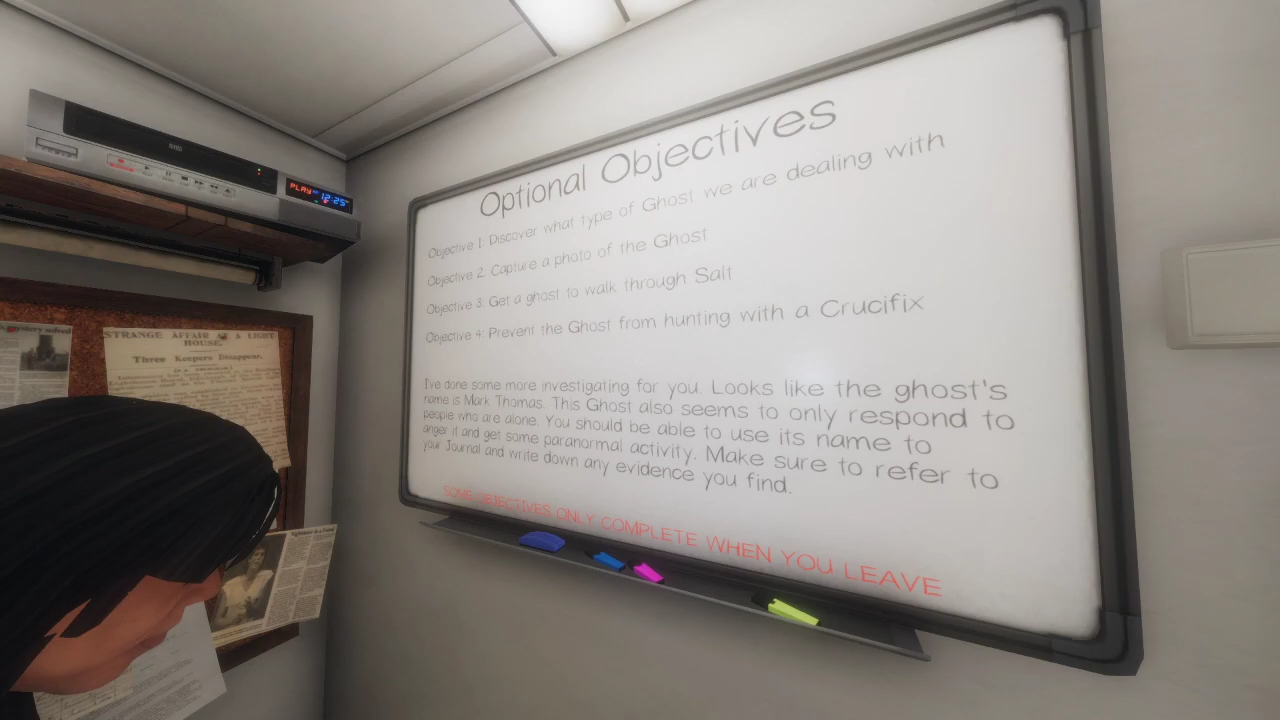 Optional Objectives
Objective 1: Discover what type of Ghost we are dealing with
Objective 2: Capture a photo of the Ghost
Objective 3: Get a ghost to walk through Salt
Objective 4: Prevent the Ghost from hunting with a Crucifix
I've done some more investigating for you. Looks like the ghost's
name is Mark Thomas. This Ghost also seems to only respond to
people who are alone. You should be able to use its name to
anger it and get some paranormal activity. Make sure to refer to
your Journal and write down any evidence you find.
SOME OBJECTIVES ONLY COMPLETE WHEN YOU LEAVE
PLAY 12:25
mystery solved
STRANGE AFFAIR AT A LIGHT
HOUSE.
Three Keepers Disappear.